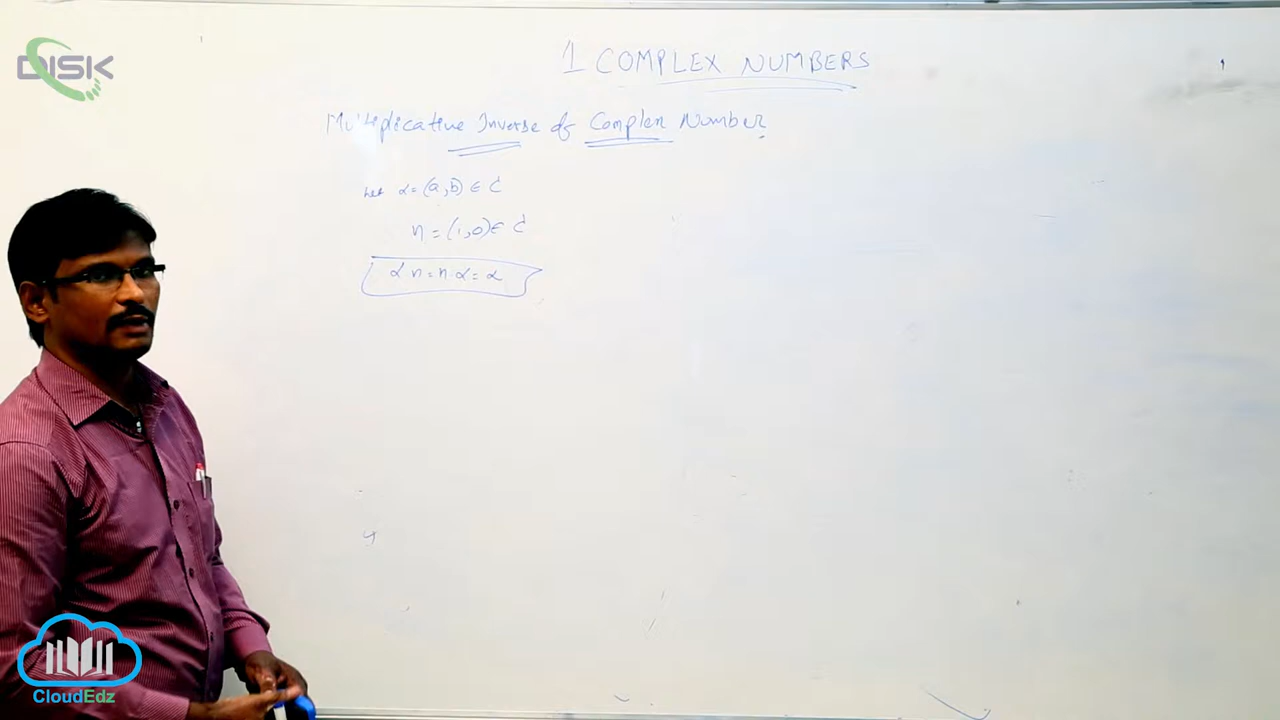 DISK
1 COMPLEX NUMBERS
Multiplicative Inverse of Complex Number
Let α = (a, b) ∈ C
n = (1, 0) ∈ C
α n = n · α = α
CloudEdz